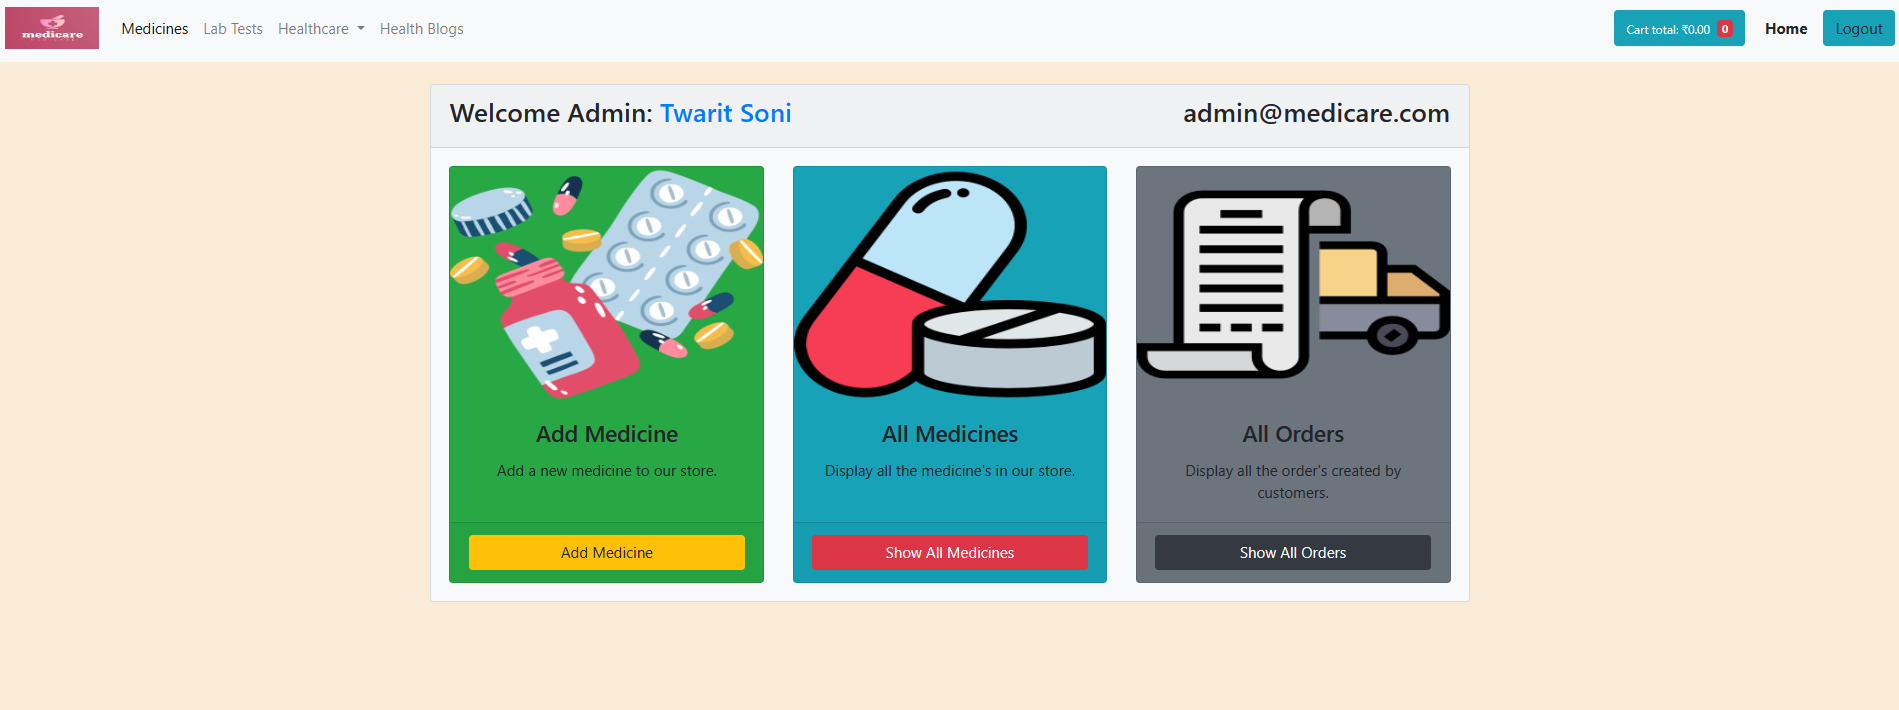 medicare
Medicines Lab Tests Healthcare Health Blogs
Cart total: ₹0.00 0 Home Logout
Welcome Admin: Twarit Soni
admin@medicare.com
Add Medicine
Add a new medicine to our store.
Add Medicine
All Medicines
Display all the medicine's in our store.
Show All Medicines
All Orders
Display all the order's created by
customers.
Show All Orders